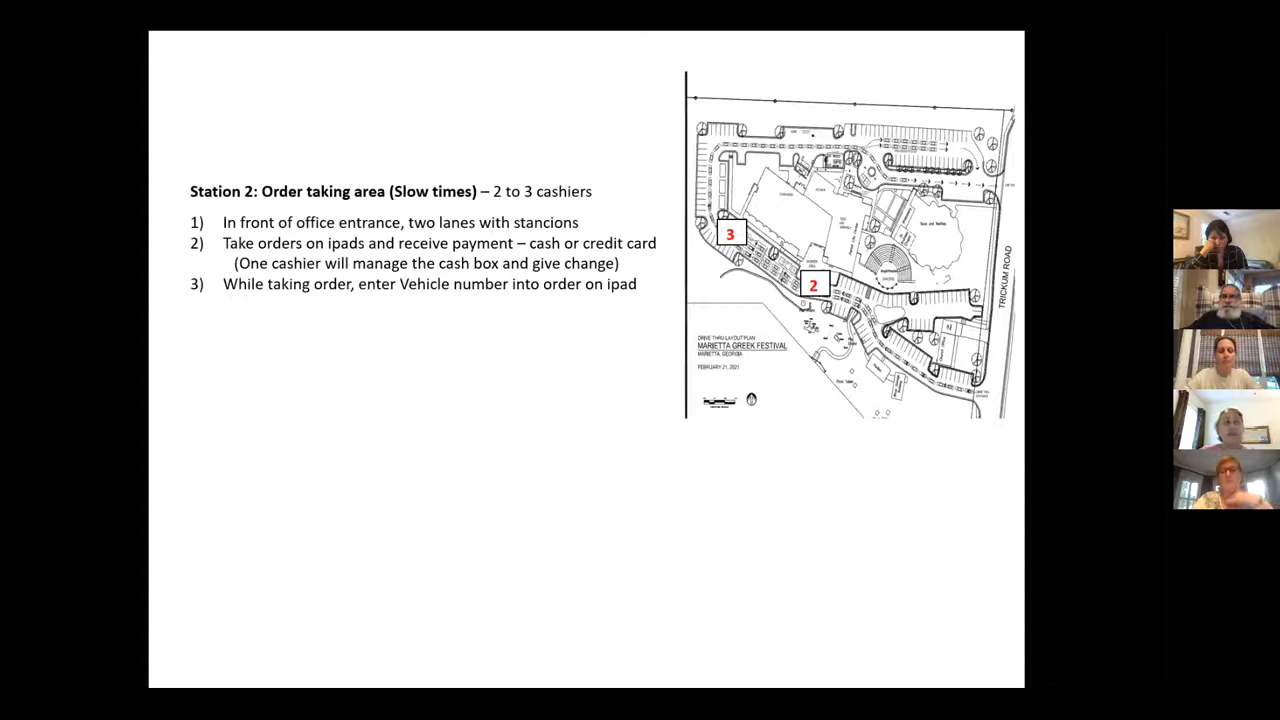 Station 2: Order taking area (Slow times) – 2 to 3 cashiers
1) In front of office entrance, two lanes with stancions
2) Take orders on ipads and receive payment – cash or credit card
(One cashier will manage the cash box and give change)
3) While taking order, enter Vehicle number into order on ipad
3
2
TRICKUM ROAD
DRIVE THRU LAYOUT PLAN
MARIETTA GREEK FESTIVAL
MARIETTA, GEORGIA
FEBRUARY 21, 2021